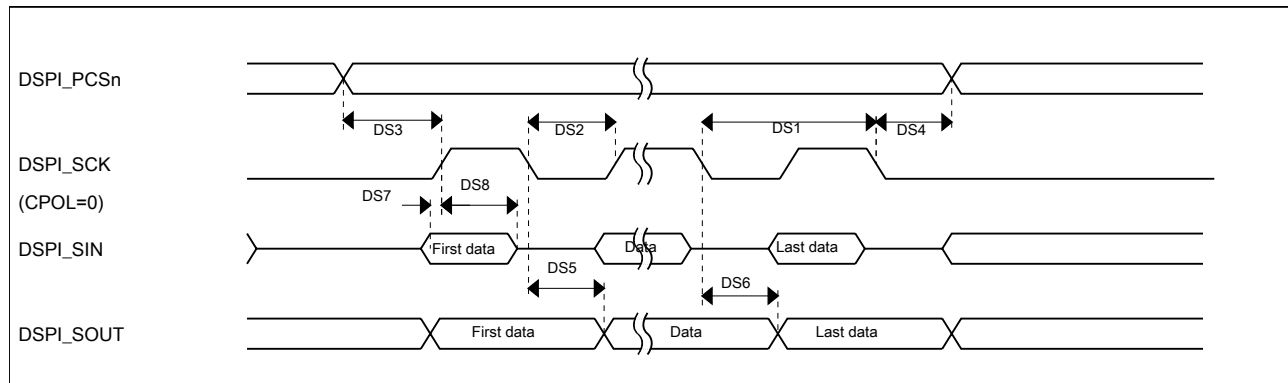 DSPI_PCSn
DS3
DS2
DS1
DS4
DSPI_SCK
(CPOL=0)
DS7
DS8
DSPI_SIN
First data
Data
Last data
DS5
DS6
DSPI_SOUT
First data
Data
Last data